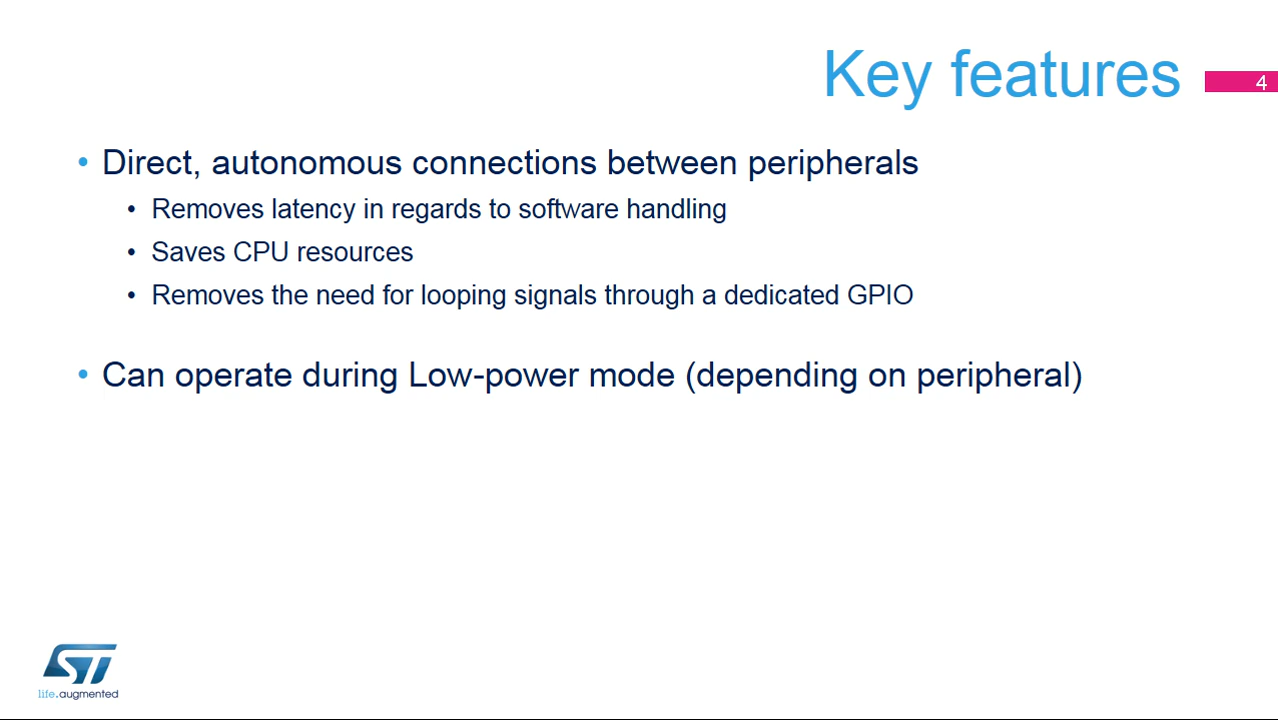 Key features
4
• Direct, autonomous connections between peripherals
• Removes latency in regards to software handling
• Saves CPU resources
• Removes the need for looping signals through a dedicated GPIO
• Can operate during Low-power mode (depending on peripheral)
ST
life.augmented